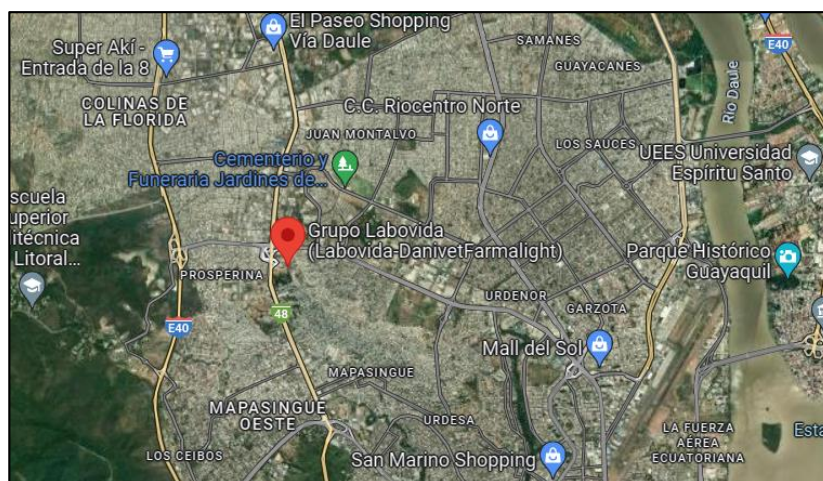 El Paseo Shopping
Vía Daule
SAMANES
E40
Super Akí -
Entrada de la 8
GUAYACANES
Río Daule
COLINAS DE
LA FLORIDA
C.C. Riocentro Norte
JUAN MONTALVO
LOS SAUCES
Cementerio y
Funeraria Jardines de...
UEES Universidad
Espíritu Santo
scuela
uperior
litécnica
Litoral...
Grupo Labovida
(Labovida-DanivetFarmalight)
Parque Histórico
Guayaquil
PROSPERINA
URDENOR
GARZOTA
E40
48
Mall del Sol
MAPASINGUE
MAPASINGUE
OESTE
URDESA
LA FUERZA
AÉREA
ECUATORIANA
Esta
LOS CEIBOS
San Marino Shopping